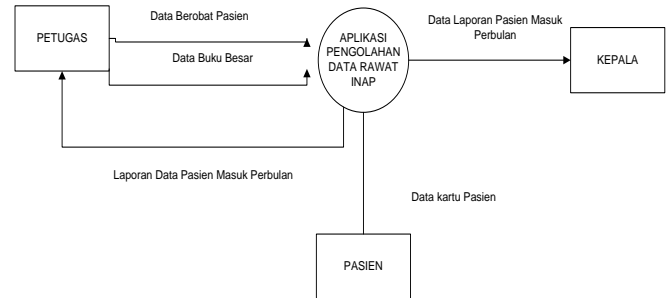 Data Berobat Pasien
PETUGAS
Data Buku Besar
APLIKASI
PENGOLAHAN
DATA RAWAT
INAP
Data Laporan Pasien Masuk
Perbulan
KEPALA
Laporan Data Pasien Masuk Perbulan
Data kartu Pasien
PASIEN